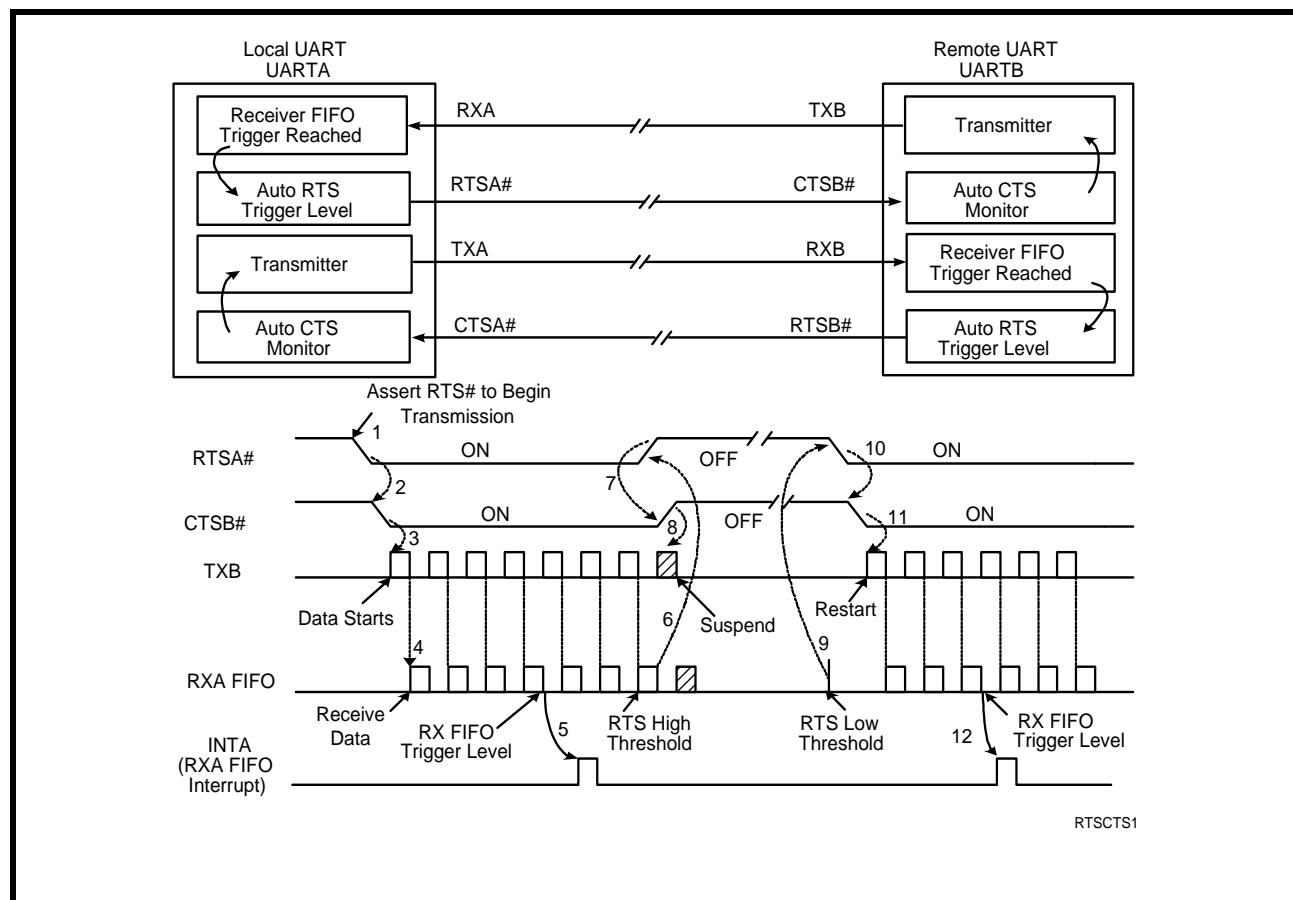 Local UART
UARTA
Remote UART
UARTB
Receiver FIFO
Trigger Reached
RXA
TXB
Transmitter
Auto RTS
Trigger Level
RTSA#
CTSB#
Auto CTS
Monitor
Transmitter
TXA
RXB
Receiver FIFO
Trigger Reached
Auto CTS
Monitor
CTSA#
RTSB#
Auto RTS
Trigger Level
Assert RTS# to Begin
Transmission
RTSA#
1
ON
OFF
10
ON
2
7
CTSB#
ON
OFF
11
ON
3
8
TXB
Data Starts
6
Suspend
Restart
4
9
RXA FIFO
Receive
Data
RX FIFO
Trigger Level
5
RTS High
Threshold
RTS Low
Threshold
12
RX FIFO
Trigger Level
INTA
(RXA FIFO
Interrupt)
RTSCTS1